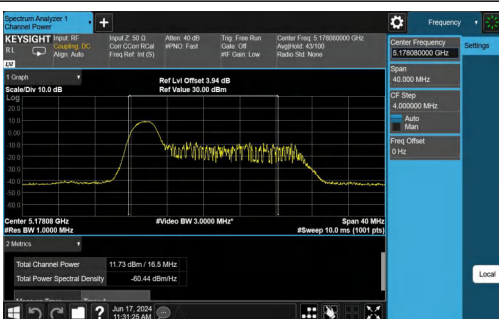 Spectrum Analyzer 1
Channel Power
Frequency
KEYSIGHT Input: RF
Input Z: 50 Ω
Atten: 40 dB
Trig: Free Run
Center Freq: 5.178080000 GHz
RL
Coupling: DC
Corr CCorr RCal
#PNO: Fast
Gate: Off
Avg|Hold: 43/100
Align: Auto
Freq Ref: Int (S)
#IF Gain: Low
Radio Std: None
LXI
Center Frequency
5.178080000 GHz
Settings
Span
40.000 MHz
CF Step
4.000000 MHz
Auto
Man
Freq Offset
0 Hz
1 Graph
Ref Lvl Offset 3.94 dB
Scale/Div 10.0 dB
Ref Value 30.00 dBm
Log
20.0
10.0
0.00
-10.0
-20.0
-30.0
-40.0
-50.0
-60.0
Center 5.17808 GHz
#Video BW 3.0000 MHz*
Span 40 MHz
#Res BW 1.0000 MHz
#Sweep 10.0 ms (1001 pts)
2 Metrics
Total Channel Power
11.73 dBm / 16.5 MHz
Total Power Spectral Density
-60.44 dBm/Hz
Local
?
Jun 17, 2024
11:31:25 AM